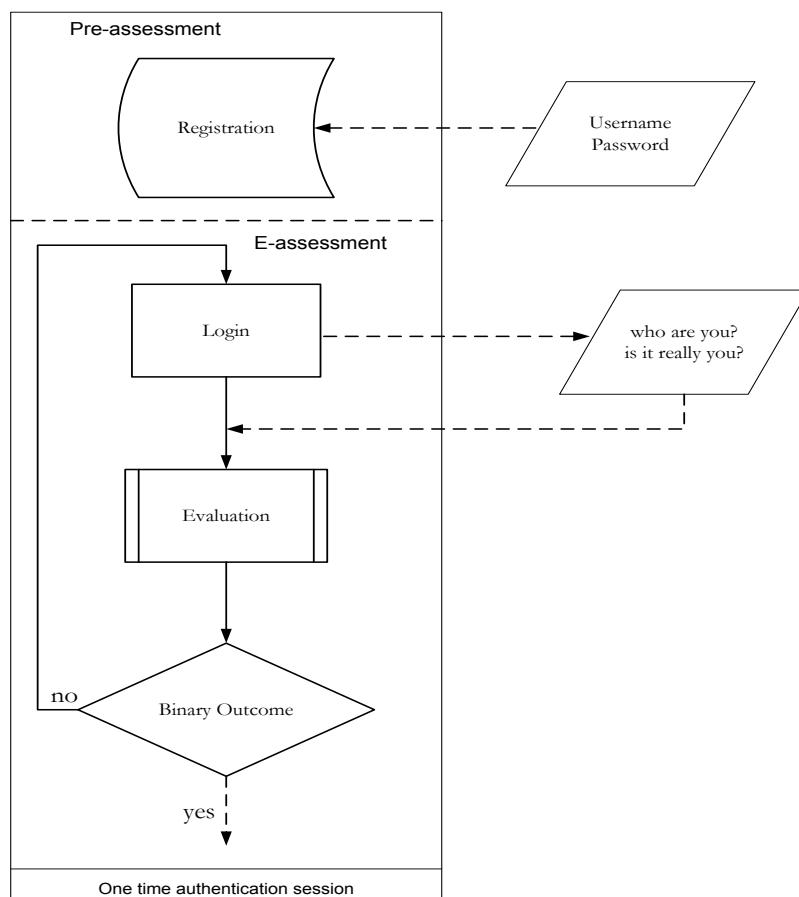 Pre-assessment
Registration
Username
Password
E-assessment
Login
who are you?
is it really you?
Evaluation
no
Binary Outcome
yes
One time authentication session